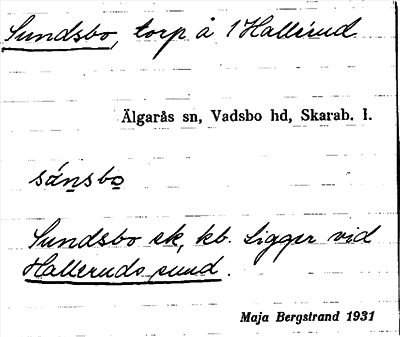 Sundsbo, torp å 1 Hallerud
Älgarås sn, Vadsbo hd, Skarab. l.
sánsbo
Sundsbo ek, kb. Ligger vid
Halleruds sund.
Maja Bergstrand 1931